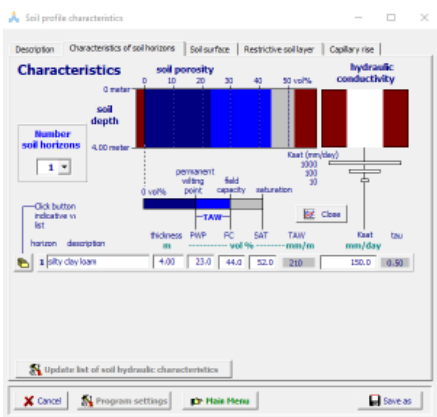 Soil profile characteristics
Description Characteristics of soil horizons Soil surface Restrictive soil layer Capillary rise
Characteristics soil porosity hydraulic conductivity
0 10 20 30 40 50 vol%
0 meter
soil depth
Number soil horizons
1
4.00 meter
Ksat (mm/day)
1000
100
10
permanent wilting point field capacity saturation
0 vol%
TAW
Click button indicative
list
Close
horizon description thickness PWP FC SAT TAW Ksat tau
m vol % mm/m mm/day
1 silty clay loam 4.00 23.0 44.0 52.0 210 150.0 0.50
Update list of soil hydraulic characteristics
Cancel Program settings Main Menu Save as